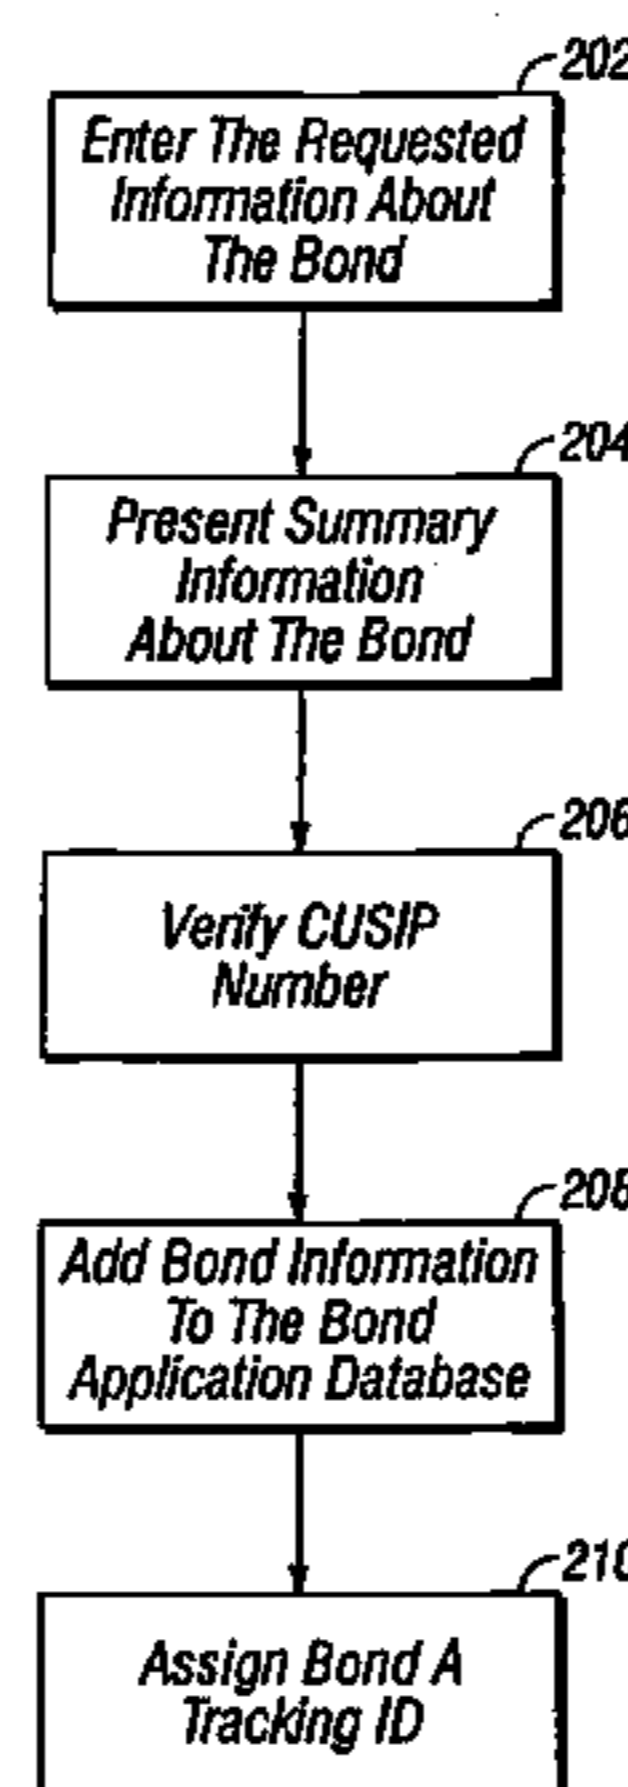 202
Enter The Requested
Information About
The Bond
204
Present Summary
Information
About The Bond
206
Verify CUSIP
Number
208
Add Bond Information
To The Bond
Application Database
210
Assign Bond A
Tracking ID